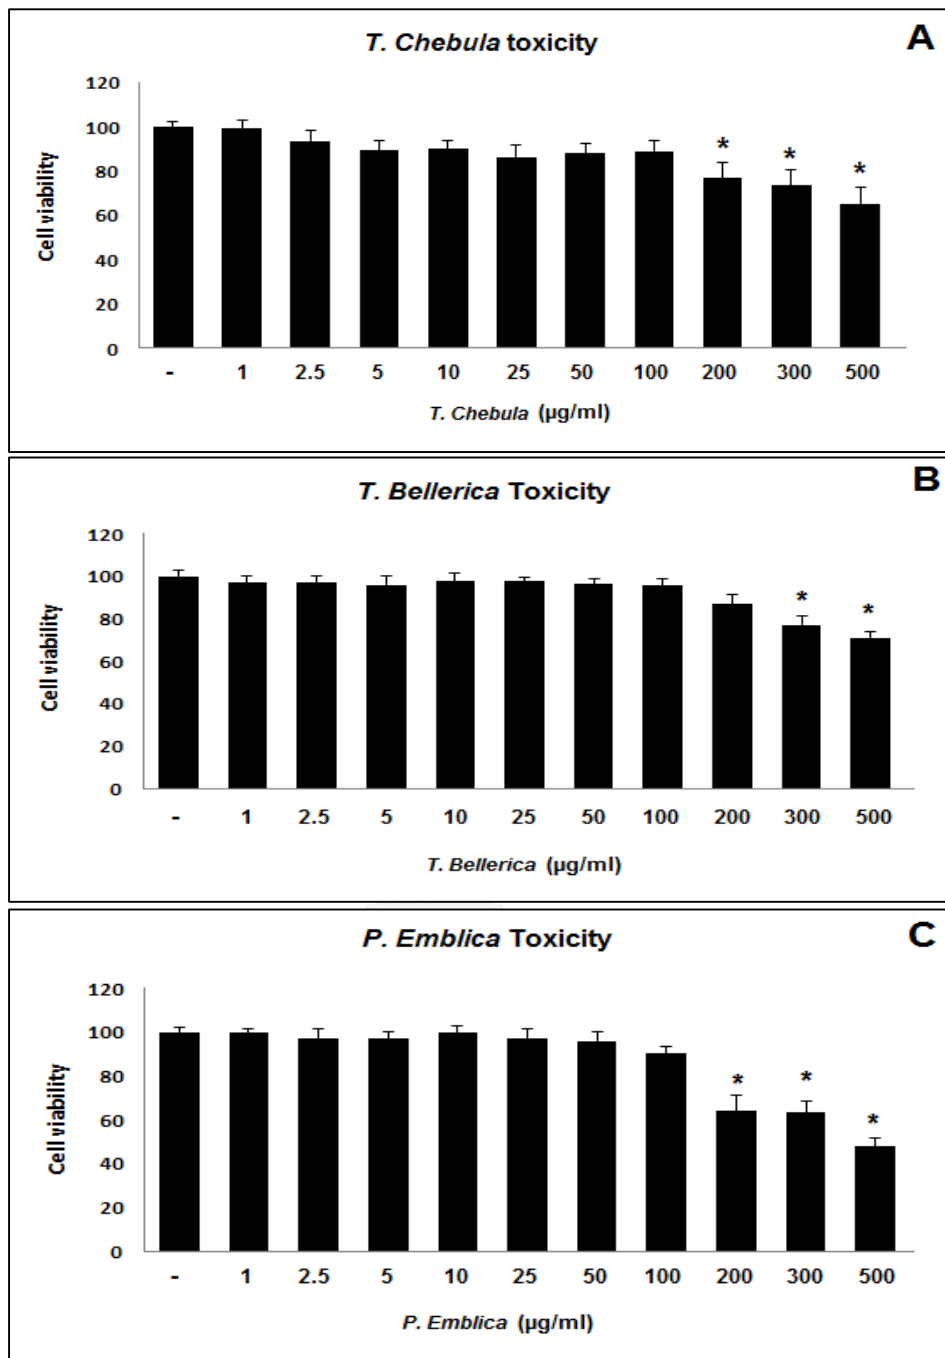 T. Chebula toxicity
A
120
100
80
60
40
20
0
Cell viability
* * *
- 1 2.5 5 10 25 50 100 200 300 500
T. Chebula (µg/ml)
T. Bellerica Toxicity
B
120
100
80
60
40
20
0
Cell viability
* *
- 1 2.5 5 10 25 50 100 200 300 500
T. Bellerica (µg/ml)
P. Emblica Toxicity
C
120
100
80
60
40
20
0
Cell viability
* * *
- 1 2.5 5 10 25 50 100 200 300 500
P. Emblica (µg/ml)